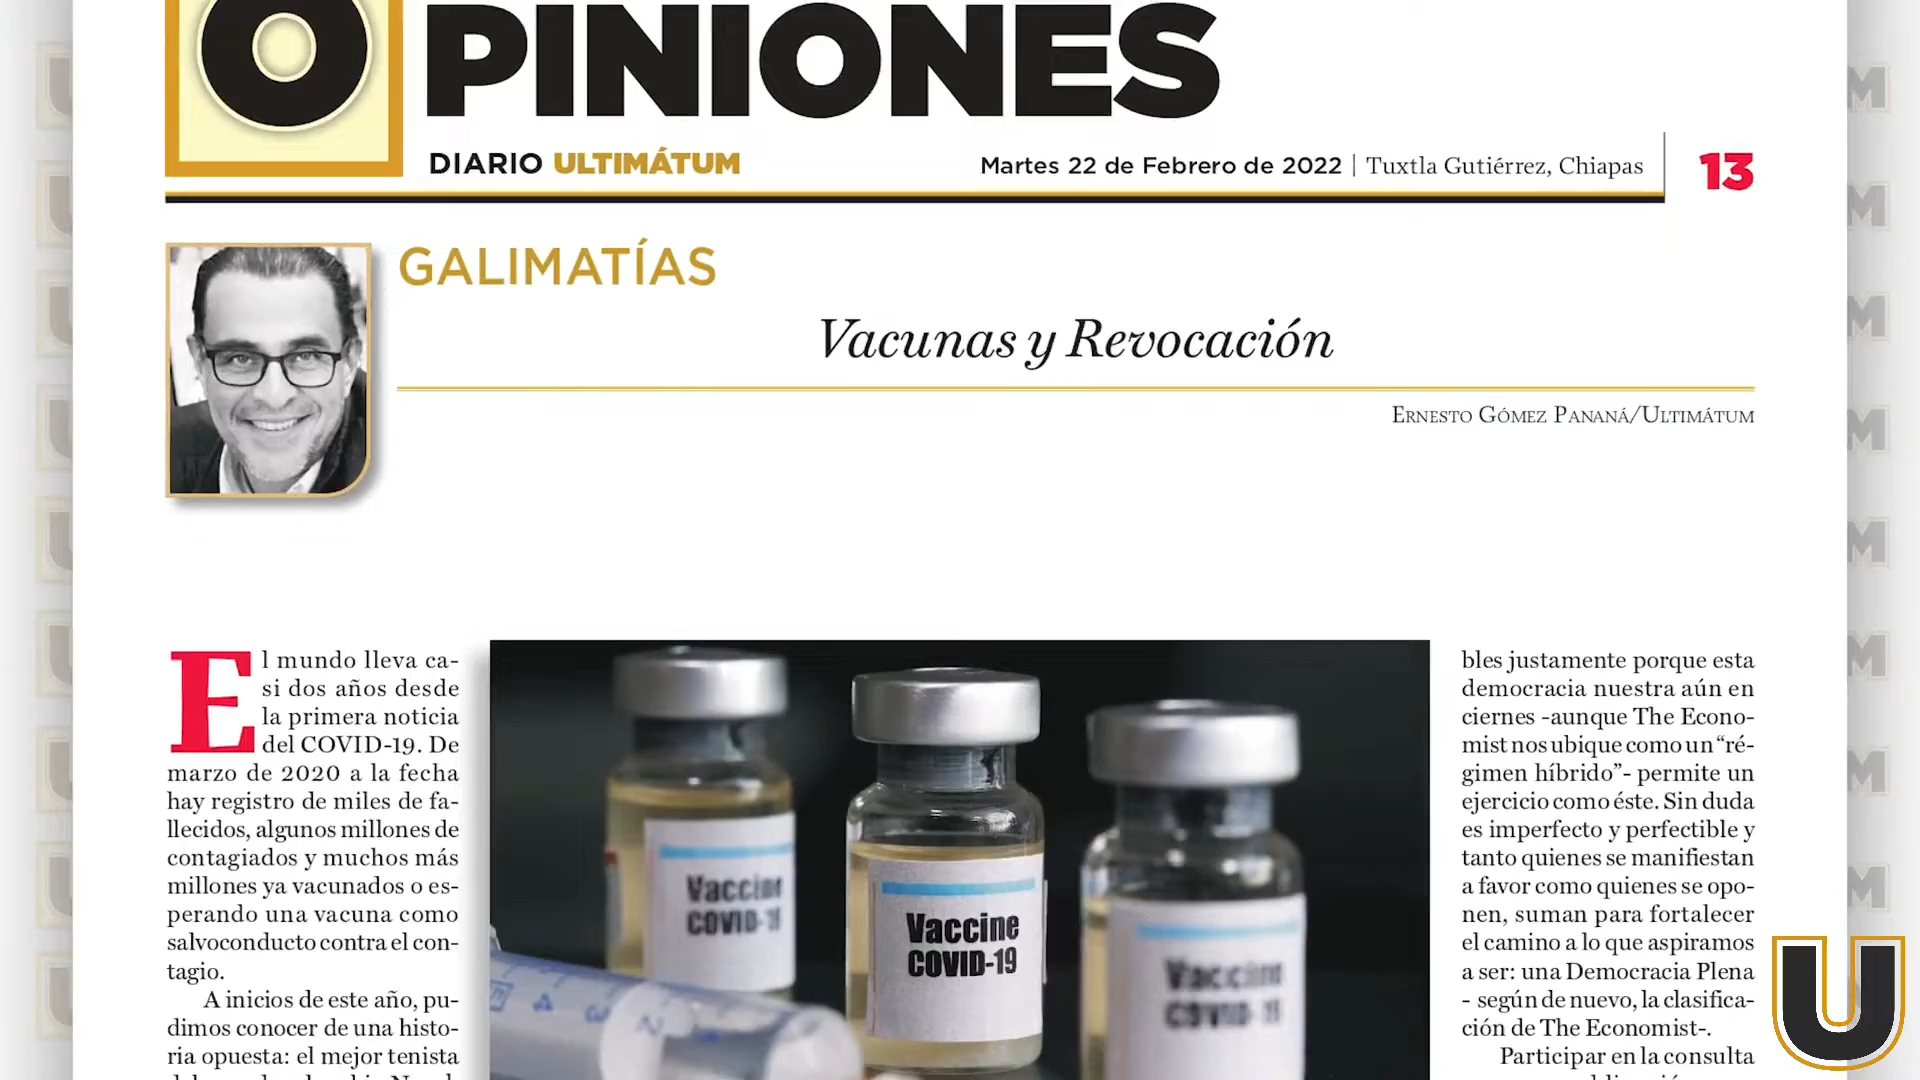 OPINIONES
DIARIO ULTIMÁTUM
Martes 22 de Febrero de 2022 | Tuxtla Gutiérrez, Chiapas
13
GALIMATÍAS
Vacunas y Revocación
Ernesto Gómez Pananá/Ultimátum
El mundo lleva ca-
si dos años desde
la primera noticia
del COVID-19. De
marzo de 2020 a la fecha
hay registro de miles de fa-
llecidos, algunos millones de
contagiados y muchos más
millones ya vacunados o es-
perando una vacuna como
salvoconducto contra el con-
tagio.
A inicios de este año, pu-
dimos conocer de una histo-
ria opuesta: el mejor tenista
Vaccine
COVID-19
Vaccine
COVID-19
Vaccine
COVID-19
bles justamente porque esta
democracia nuestra aún en
ciernes -aunque The Econo-
mist nos ubique como un “ré-
gimen híbrido”- permite un
ejercicio como éste. Sin duda
es imperfecto y perfectible y
tanto quienes se manifiestan
a favor como quienes se opo-
nen, suman para fortalecer
el camino a lo que aspiramos
a ser: una Democracia Plena
- según de nuevo, la clasifica-
ción de The Economist-.
Participar en la consulta
U